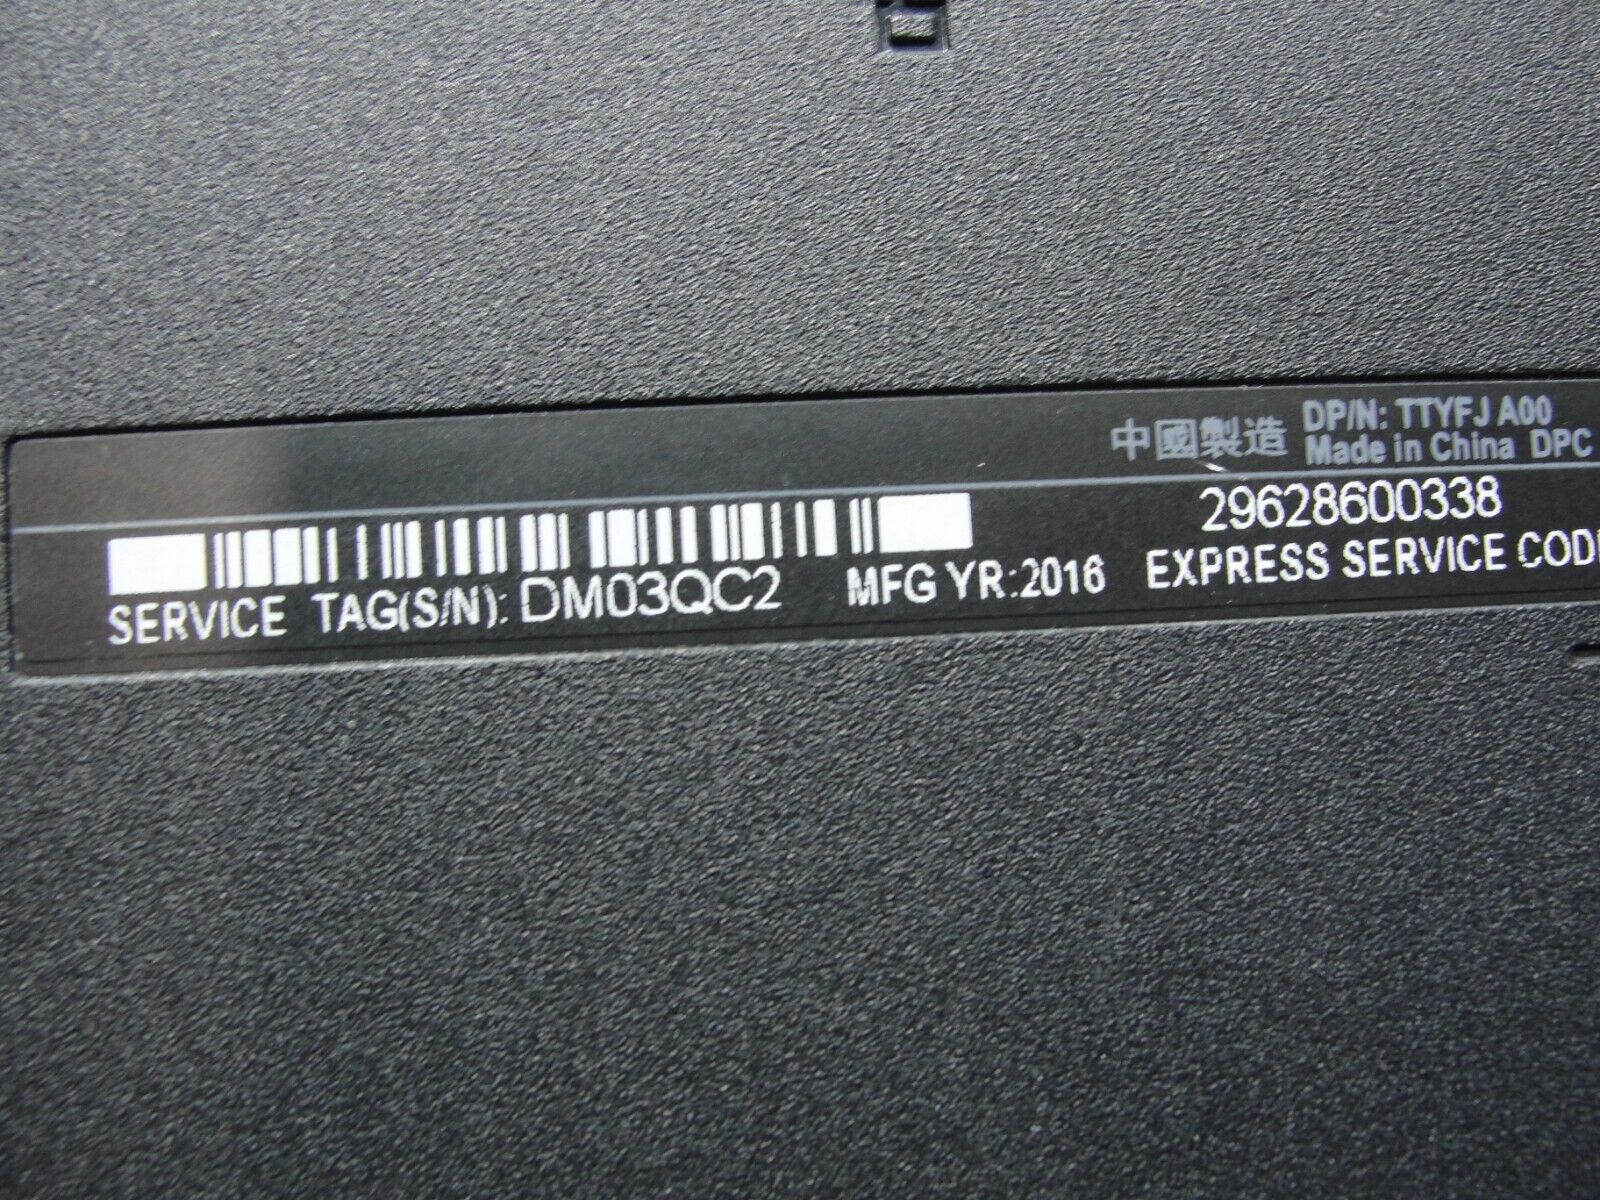 中國製造 DP/N: TTYFJ A00
Made in China DPC
29628600338
SERVICE TAG(S/N): DM03QC2 MFG YR:2016 EXPRESS SERVICE COD